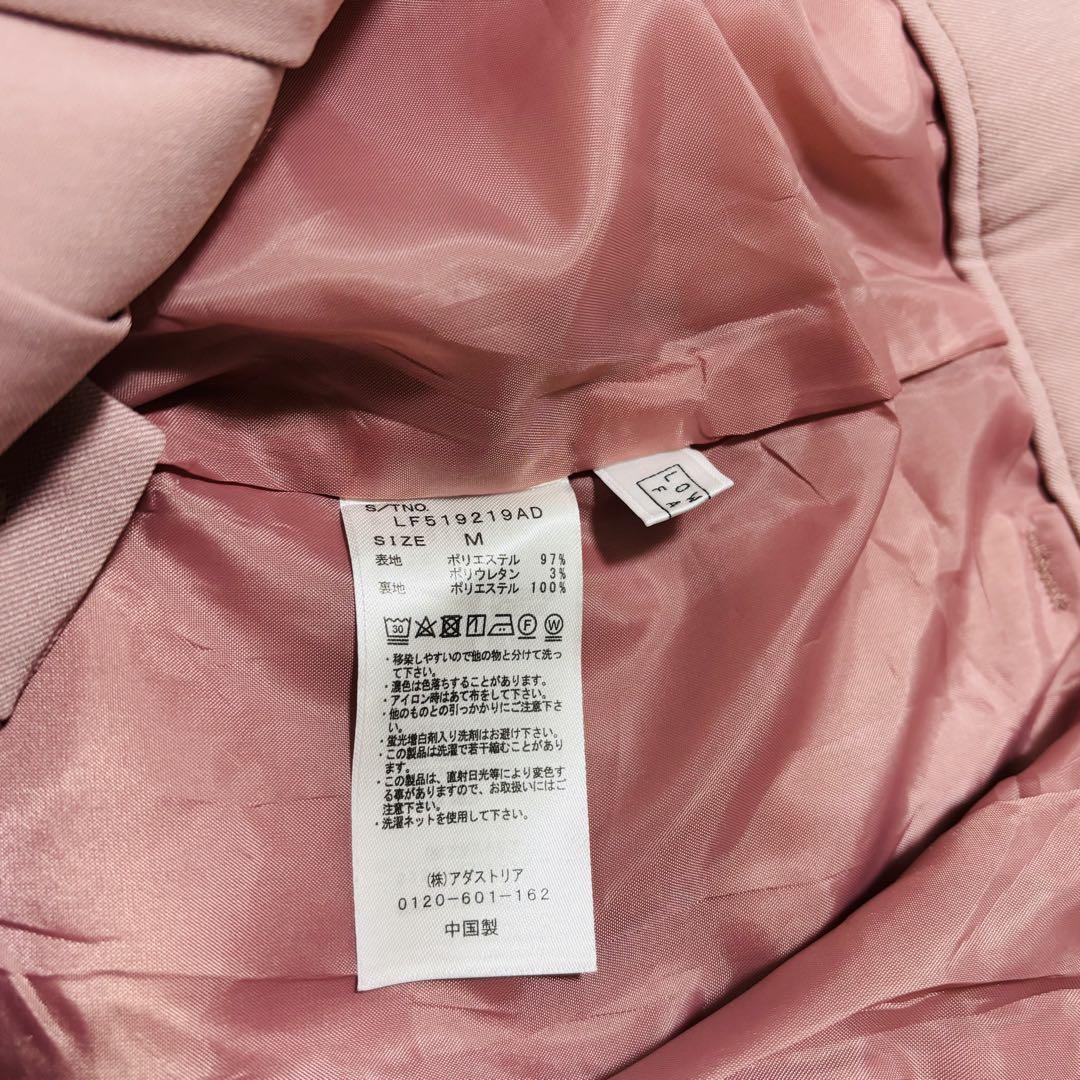 S/TNO.
LF519219AD
SIZE M
表地 ポリエステル 97%
ポリウレタン 3%
裏地 ポリエステル 100%
30 F W
・移染しやすいので他の物と分けて洗っ
て下さい。
・濃色は色落ちすることがあります。
・アイロン時はあて布をして下さい。
・他のものとの引っかかりにご注意下さ
い。
・蛍光増白剤入り洗剤はお避け下さい。
・この製品は洗濯で若干縮むことがあり
ます。
・この製品は、直射日光等により変色す
る事がありますので、お取扱いにはご
注意下さい。
・洗濯ネットを使用して下さい。
(株)アダストリア
0120-601-162
中国製
LOW
FA